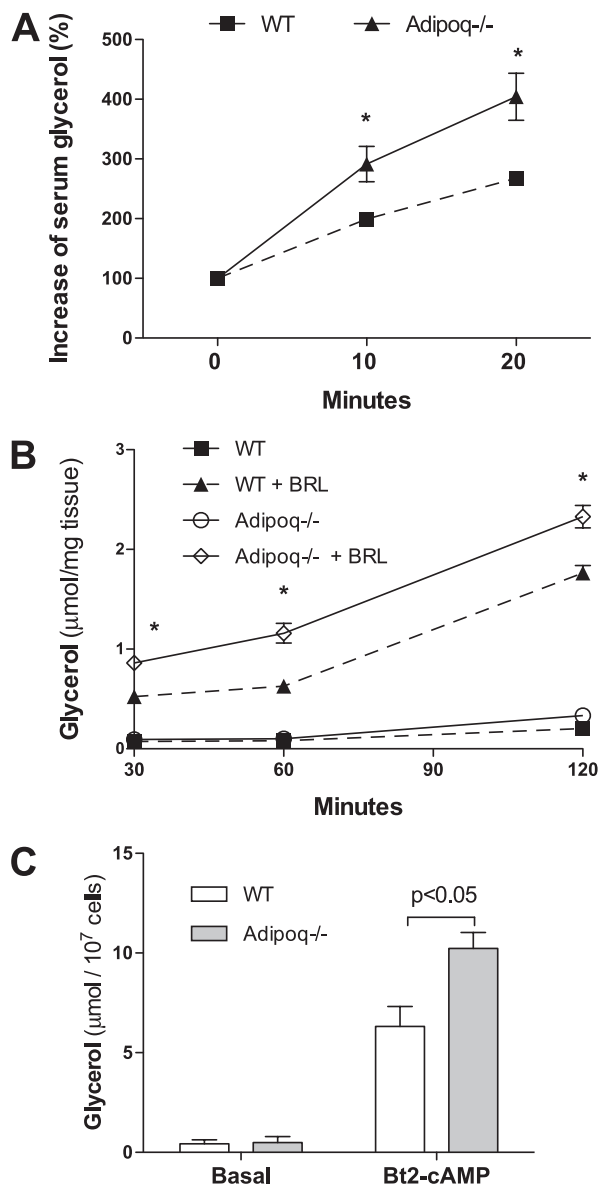 A
WT Adipoq-/-
Increase of serum glycerol (%)
500
400
300
200
100
0
* *
0 10 20
Minutes
B
Glycerol (μmol/mg tissue)
3
2
1
0
WT
WT + BRL
Adipoq-/-
Adipoq-/- + BRL
* * *
30 60 90 120
Minutes
C
Glycerol (μmol / 10⁷ cells)
15
10
5
0
WT
Adipoq-/-
p<0.05
Basal Bt2-cAMP